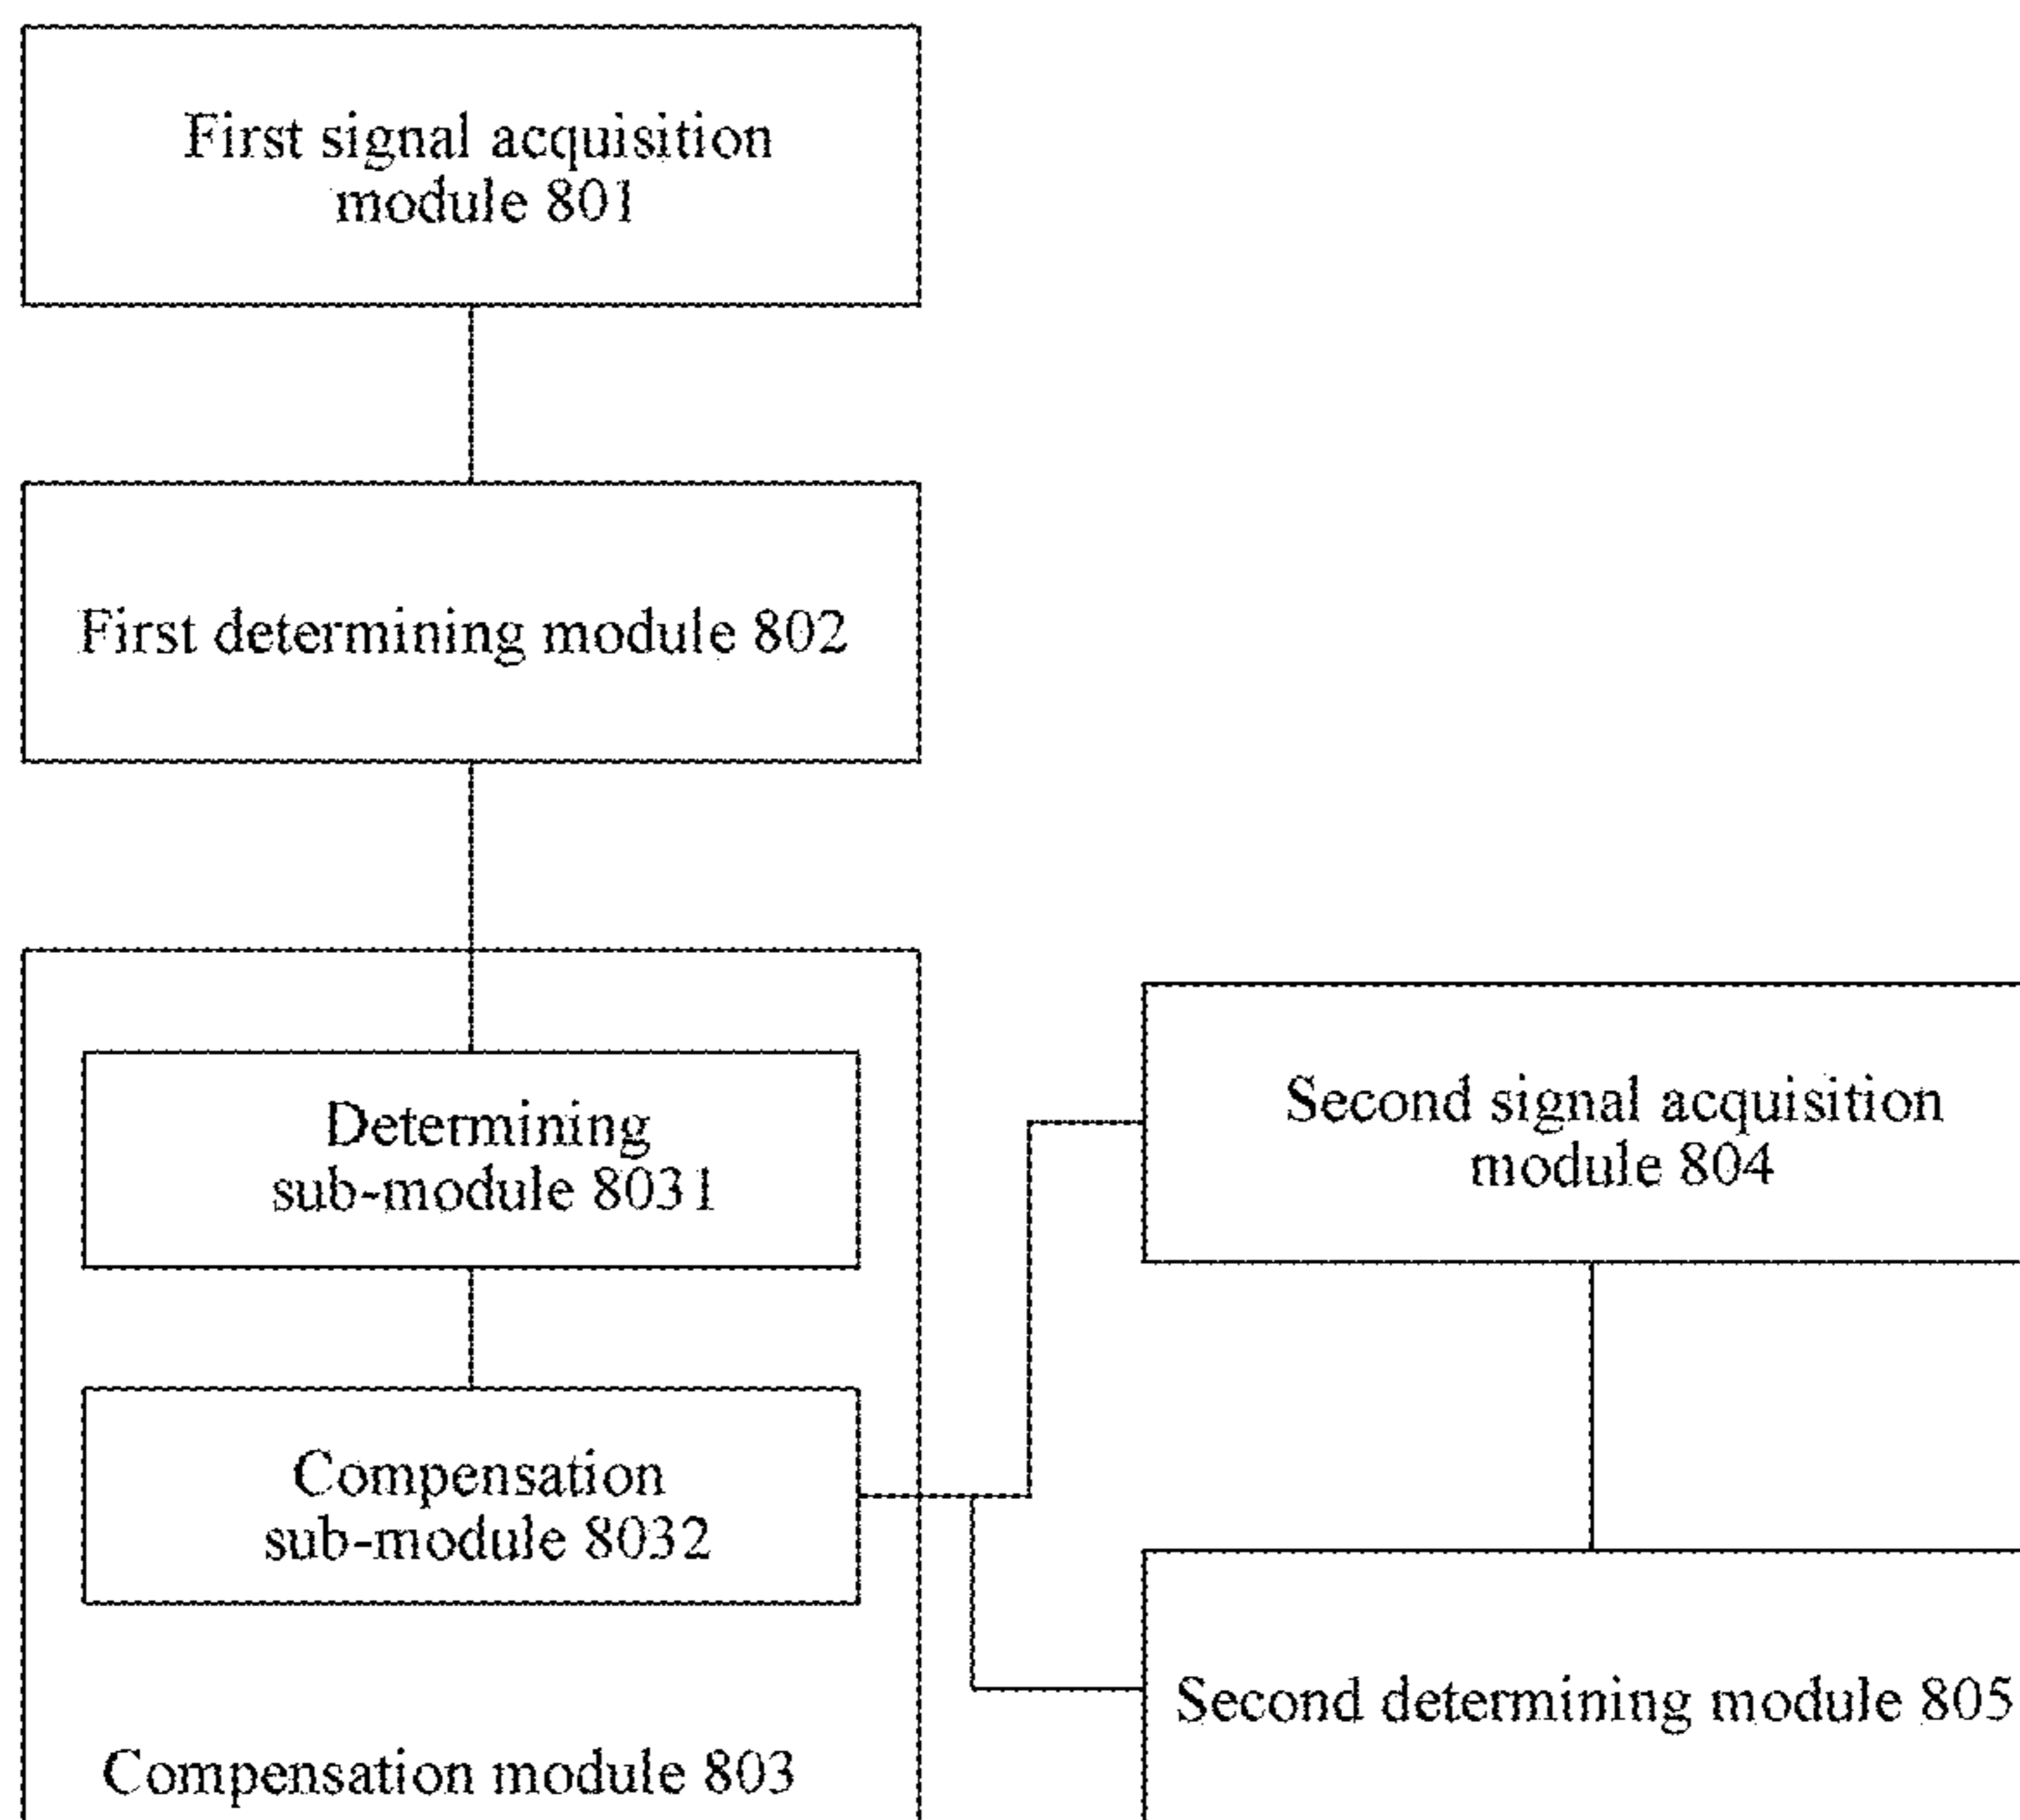 First signal acquisition
module 801
First determining module 802
Determining
sub-module 8031
Compensation
sub-module 8032
Compensation module 803
Second signal acquisition
module 804
Second determining module 805